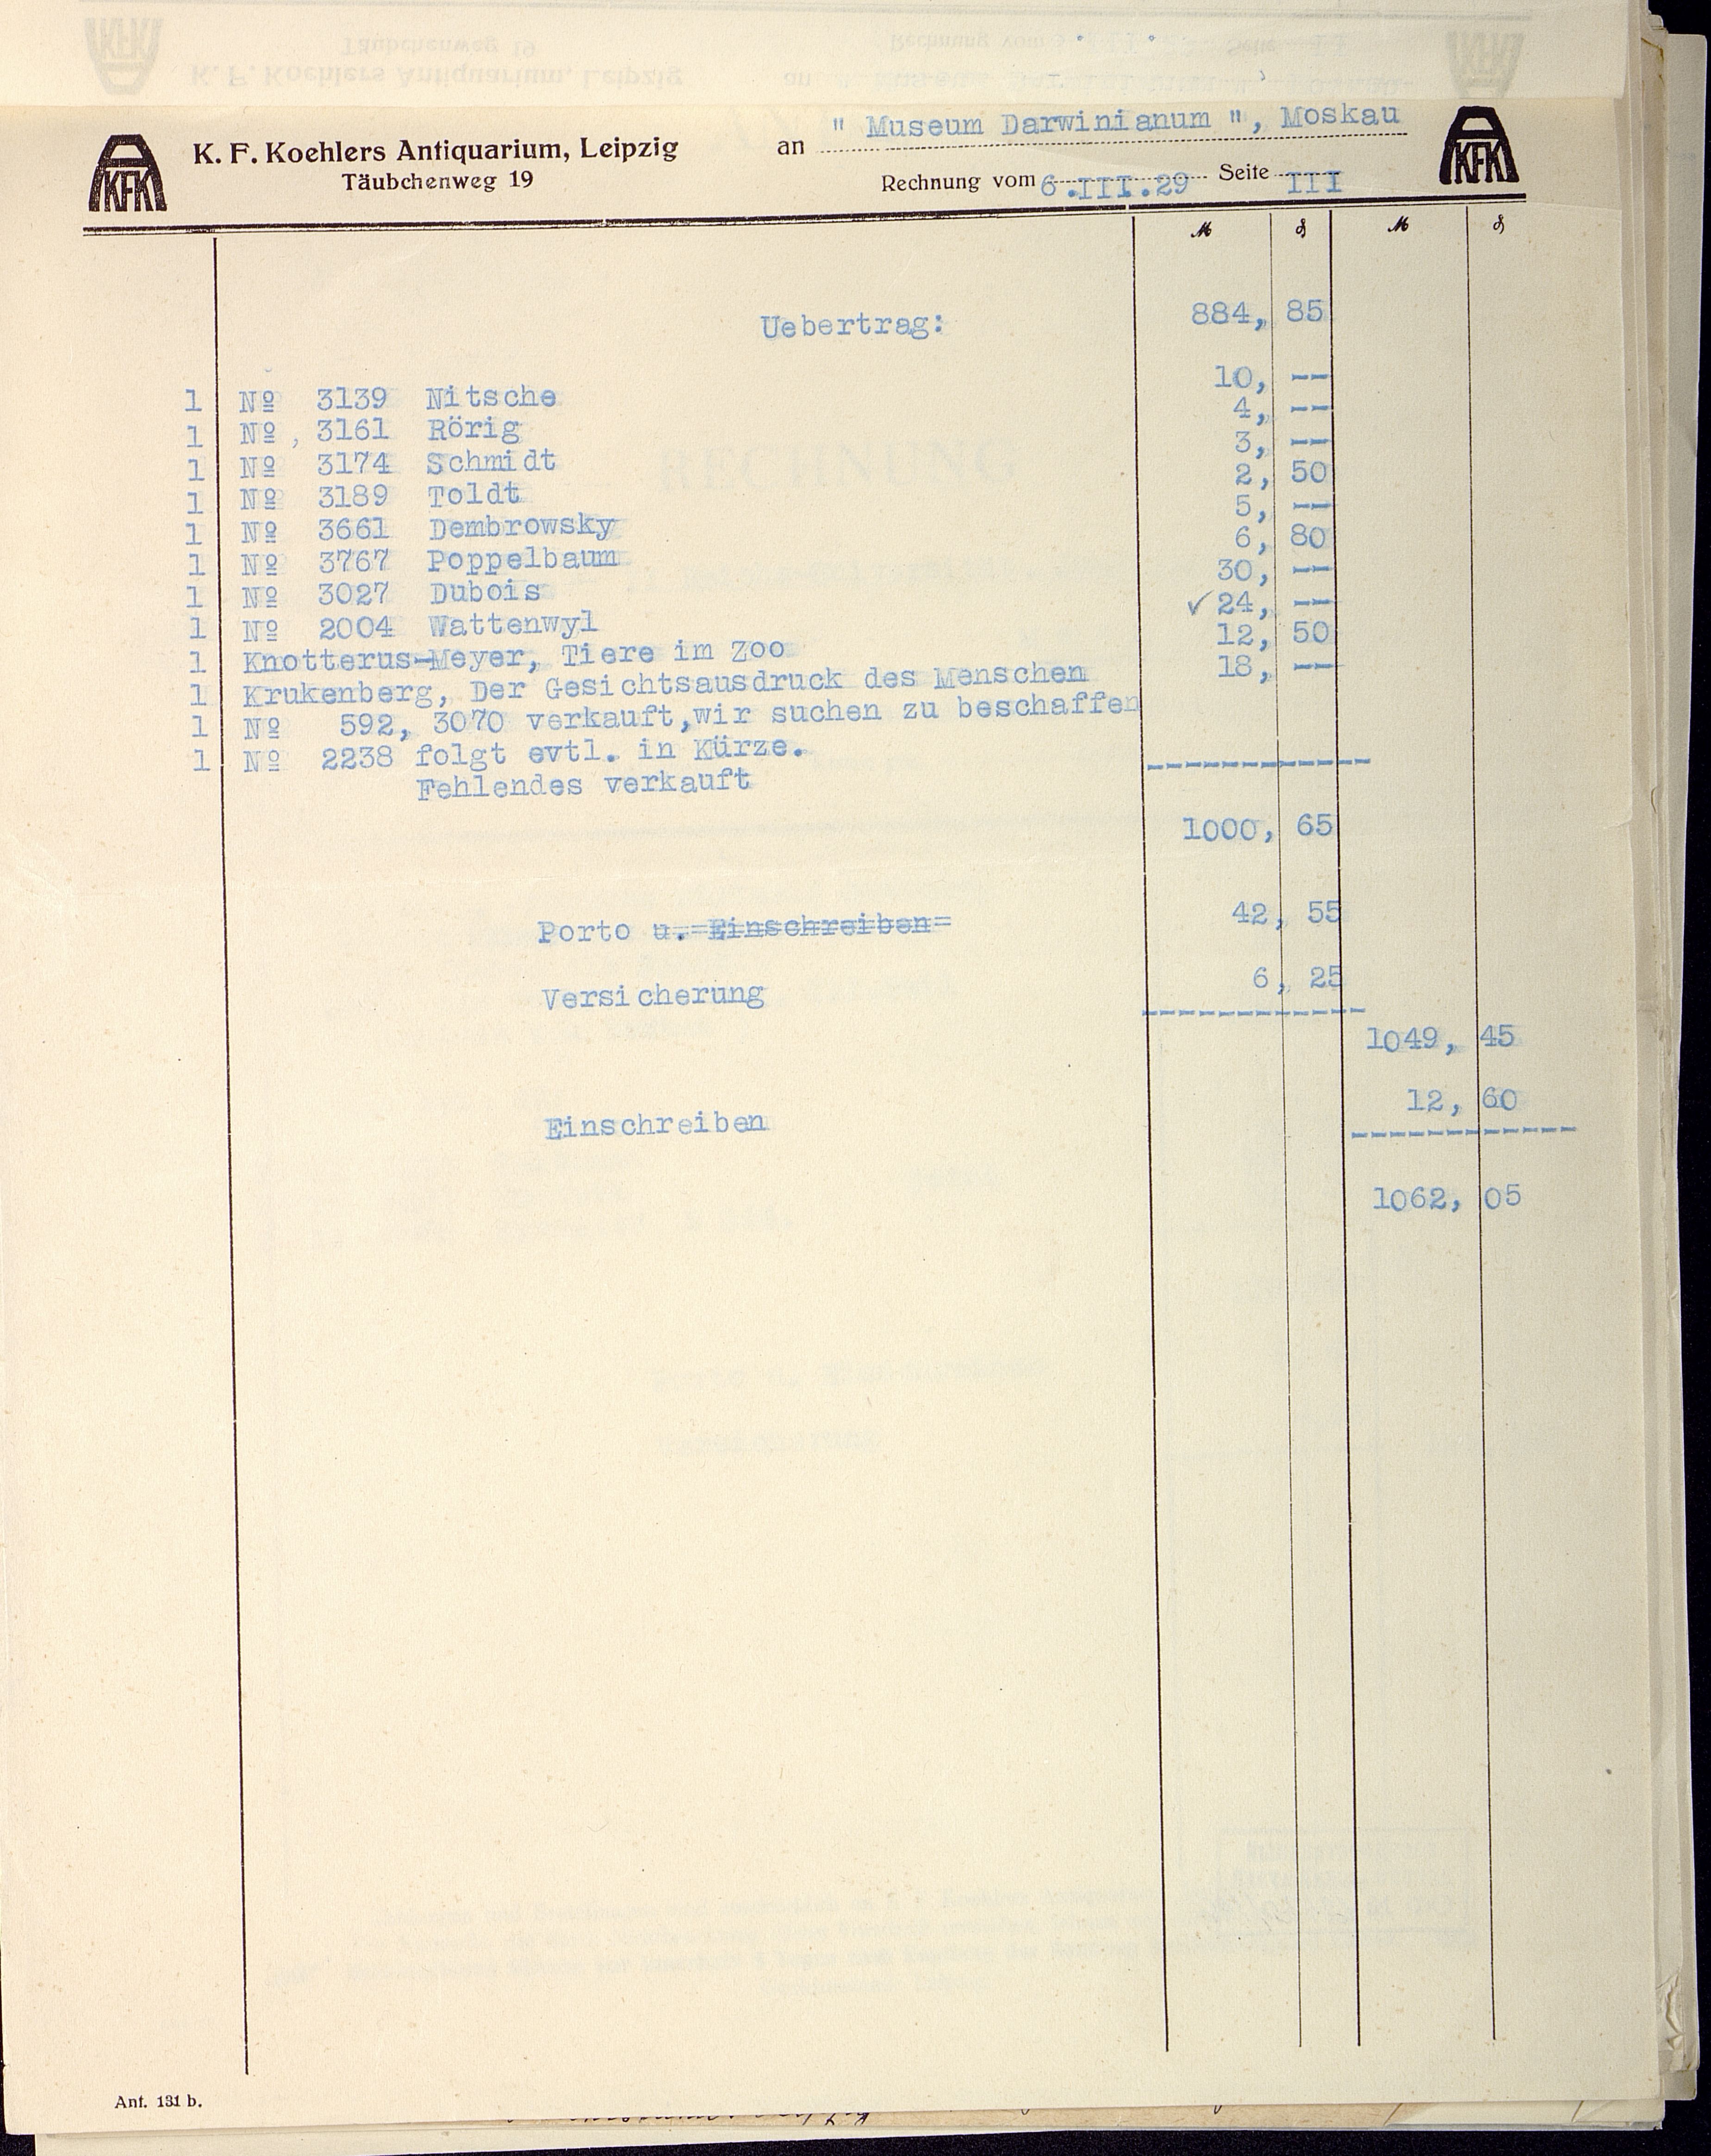 K. F. Koehlers Antiquarium, Leipzig
Täubchenweg 19
an " Museum Darwinianum ", Moskau
Rechnung vom 6.III.29 Seite III
KFK
KFK
ℳ ₰ ℳ ₰
Uebertrag: 884, 85
1 Nº 3139 Nitsche 10, --
1 Nº, 3161 Rörig 4, --
1 Nº 3174 Schmidt 3, --
1 Nº 3189 Toldt 2, 50
1 Nº 3661 Dembrowsky 5, --
1 Nº 3767 Poppelbaum 6, 80
1 Nº 3027 Dubois 30, --
1 Nº 2004 Wattenwyl ✓ 24, --
1 Knotterus-Meyer, Tiere im Zoo 12, 50
1 Krukenberg, Der Gesichtsausdruck des Menschen 18, --
1 Nº 592, 3070 verkauft,wir suchen zu beschaffen
1 Nº 2238 folgt evtl. in Kürze.
Fehlendes verkauft
1000, 65
Porto u. Einschreiben 42, 55
Versicherung 6, 25
1049, 45
Einschreiben 12, 60
1062, 05
Ant. 131 b.